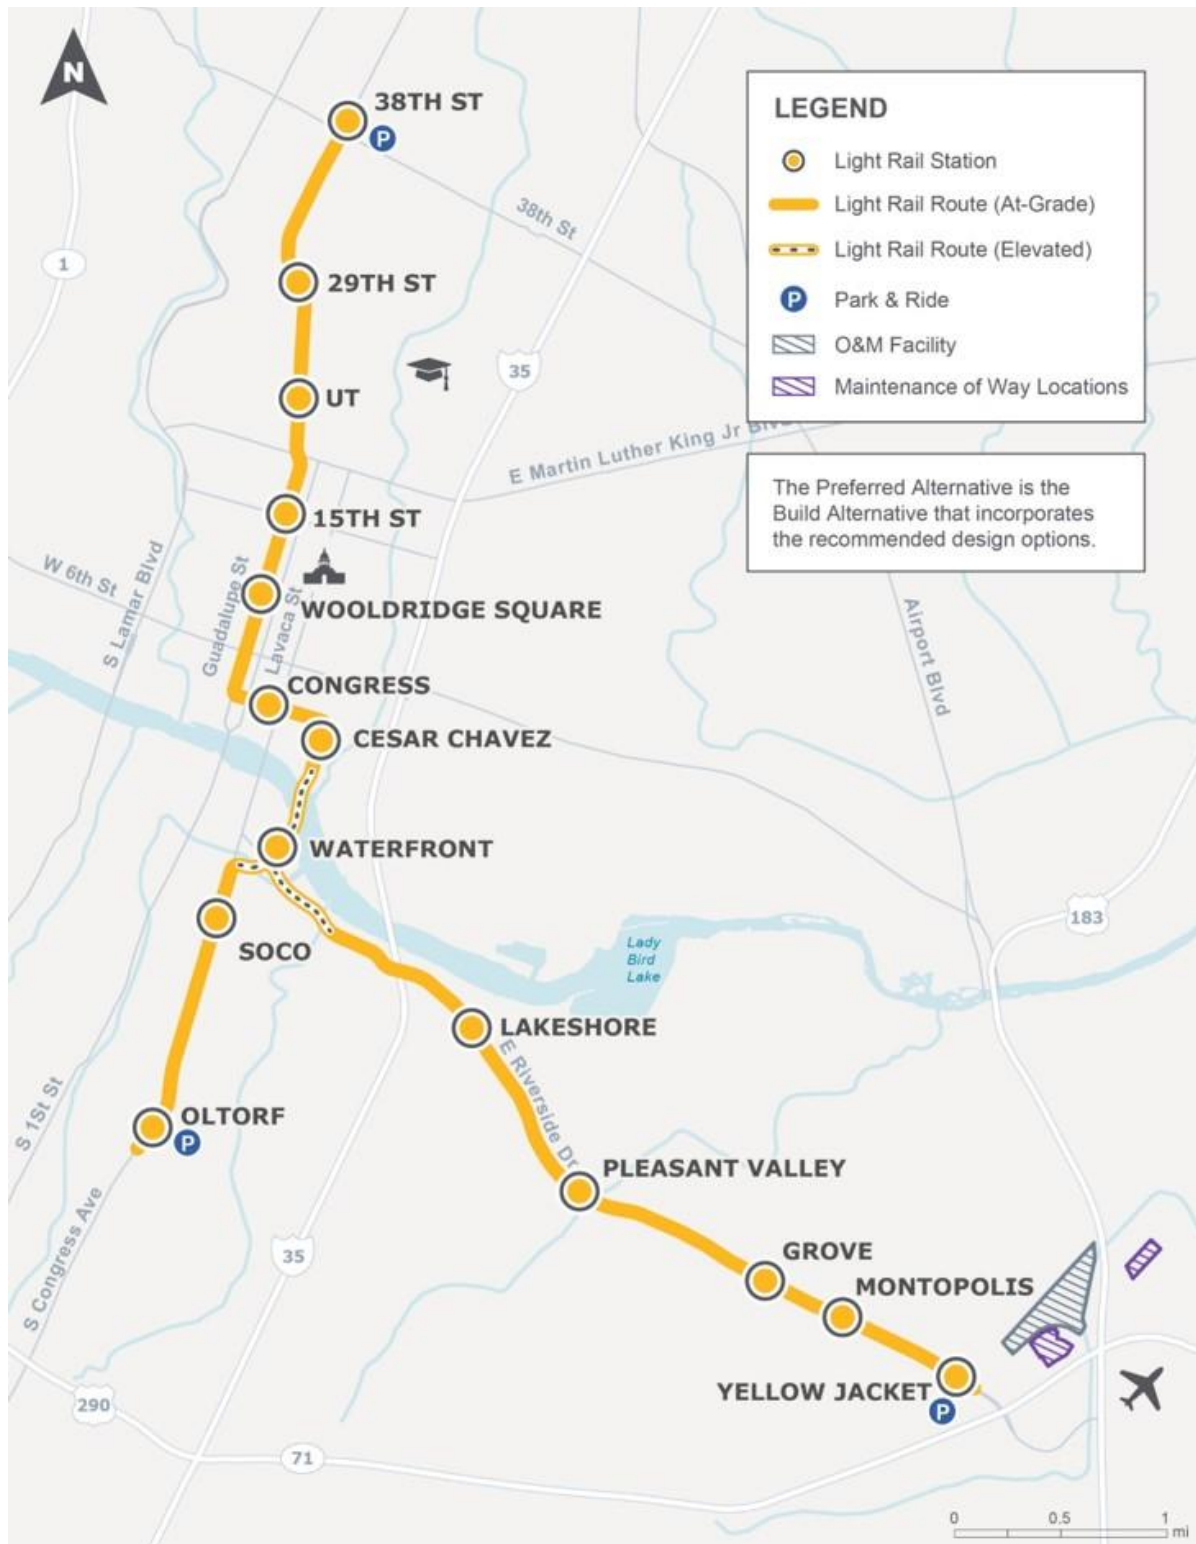 N
38TH ST
P
38th St
1
29TH ST
35
UT
E Martin Luther King Jr Blvd
15TH ST
W 6th St
S Lamar Blvd
Guadalupe St
Lavaca St
WOOLDRIDGE SQUARE
Airport Blvd
CONGRESS
CESAR CHAVEZ
WATERFRONT
183
SOCO
Lady
Bird
Lake
LAKESHORE
E Riverside Dr
S 1St St
OLTORF
P
PLEASANT VALLEY
S Congress Ave
35
GROVE
MONTOPOLIS
YELLOW JACKET
P
290
71
LEGEND
Light Rail Station
Light Rail Route (At-Grade)
Light Rail Route (Elevated)
P Park & Ride
O&M Facility
Maintenance of Way Locations
The Preferred Alternative is the
Build Alternative that incorporates
the recommended design options.
0 0.5 1
mi